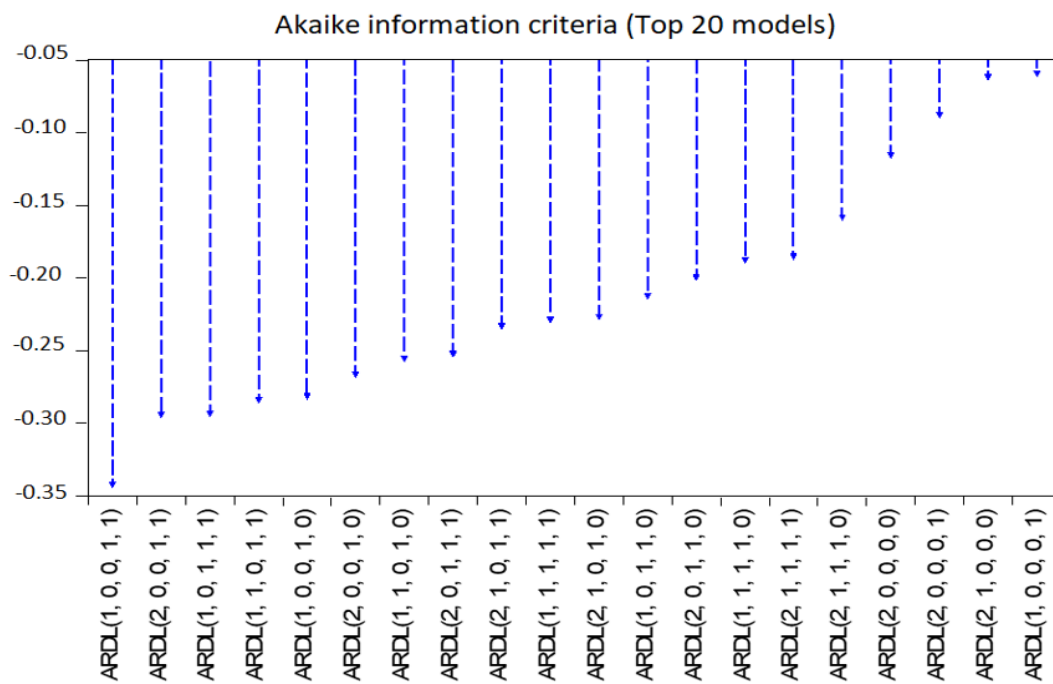 Akaike information criteria (Top 20 models)
-0.05
-0.10
-0.15
-0.20
-0.25
-0.30
-0.35
ARDL(1, 0, 0, 1, 1)
ARDL(2, 0, 0, 1, 1)
ARDL(1, 0, 1, 1, 1)
ARDL(1, 1, 0, 1, 1)
ARDL(1, 0, 0, 1, 0)
ARDL(2, 0, 0, 1, 0)
ARDL(1, 1, 0, 1, 0)
ARDL(2, 0, 1, 1, 1)
ARDL(2, 1, 0, 1, 1)
ARDL(1, 1, 1, 1, 1)
ARDL(2, 1, 0, 1, 0)
ARDL(1, 0, 1, 1, 0)
ARDL(2, 0, 1, 1, 0)
ARDL(1, 1, 1, 1, 0)
ARDL(2, 1, 1, 1, 1)
ARDL(2, 1, 1, 1, 0)
ARDL(2, 0, 0, 0, 0)
ARDL(2, 0, 0, 0, 1)
ARDL(2, 1, 0, 0, 0)
ARDL(1, 0, 0, 0, 1)